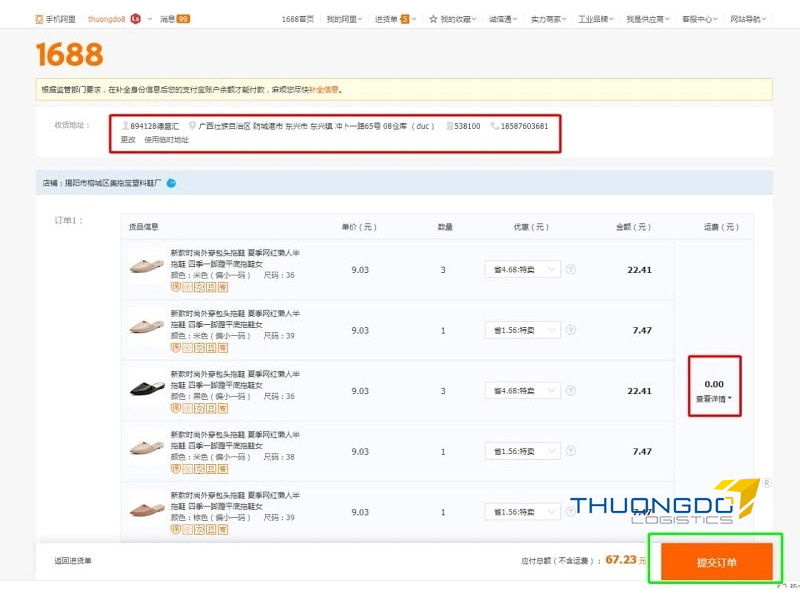 手机阿里 thuongdo8 消息 99 1688首页 我的阿里 进货单 5 我的收藏 诚信通 实力商家 工业品牌 我是供应商 客服中心 网站导航
1688
根据监管部门要求，在补全身份信息后您的支付宝账户余额才能付款，麻烦您尽快补全信息。
收货地址： 894128德盛汇 广西壮族自治区 防城港市 东兴市 东兴镇 冲卜一路65号 08仓库（duc） 538100 18587603681
更改 使用临时地址
店铺：揭阳市榕城区美指宝塑料鞋厂
订单1： 货品信息 单价（元） 数量 优惠（元） 金额（元） 运费（元）
新款时尚外穿包头拖鞋 夏季网红懒人半
拖鞋 四季一脚蹬平底拖鞋女 9.03 3 省4.68:特卖 22.41
颜色：米色（偏小一码） 尺码：36
新款时尚外穿包头拖鞋 夏季网红懒人半
拖鞋 四季一脚蹬平底拖鞋女 9.03 1 省1.56:特卖 7.47
颜色：米色（偏小一码） 尺码：39
新款时尚外穿包头拖鞋 夏季网红懒人半
拖鞋 四季一脚蹬平底拖鞋女 9.03 3 省4.68:特卖 22.41
颜色：黑色（偏小一码） 尺码：36
0.00
查看详情
新款时尚外穿包头拖鞋 夏季网红懒人半
拖鞋 四季一脚蹬平底拖鞋女 9.03 1 省1.56:特卖 7.47
颜色：米色（偏小一码） 尺码：38
新款时尚外穿包头拖鞋 夏季网红懒人半
拖鞋 四季一脚蹬平底拖鞋女 9.03 1 省1.56:特卖 7.47
颜色：棕色（偏小一码） 尺码：39
THUONGDO ®
LOGISTICS
返回进货单 应付总额（不含运费）： 67.23 元 提交订单